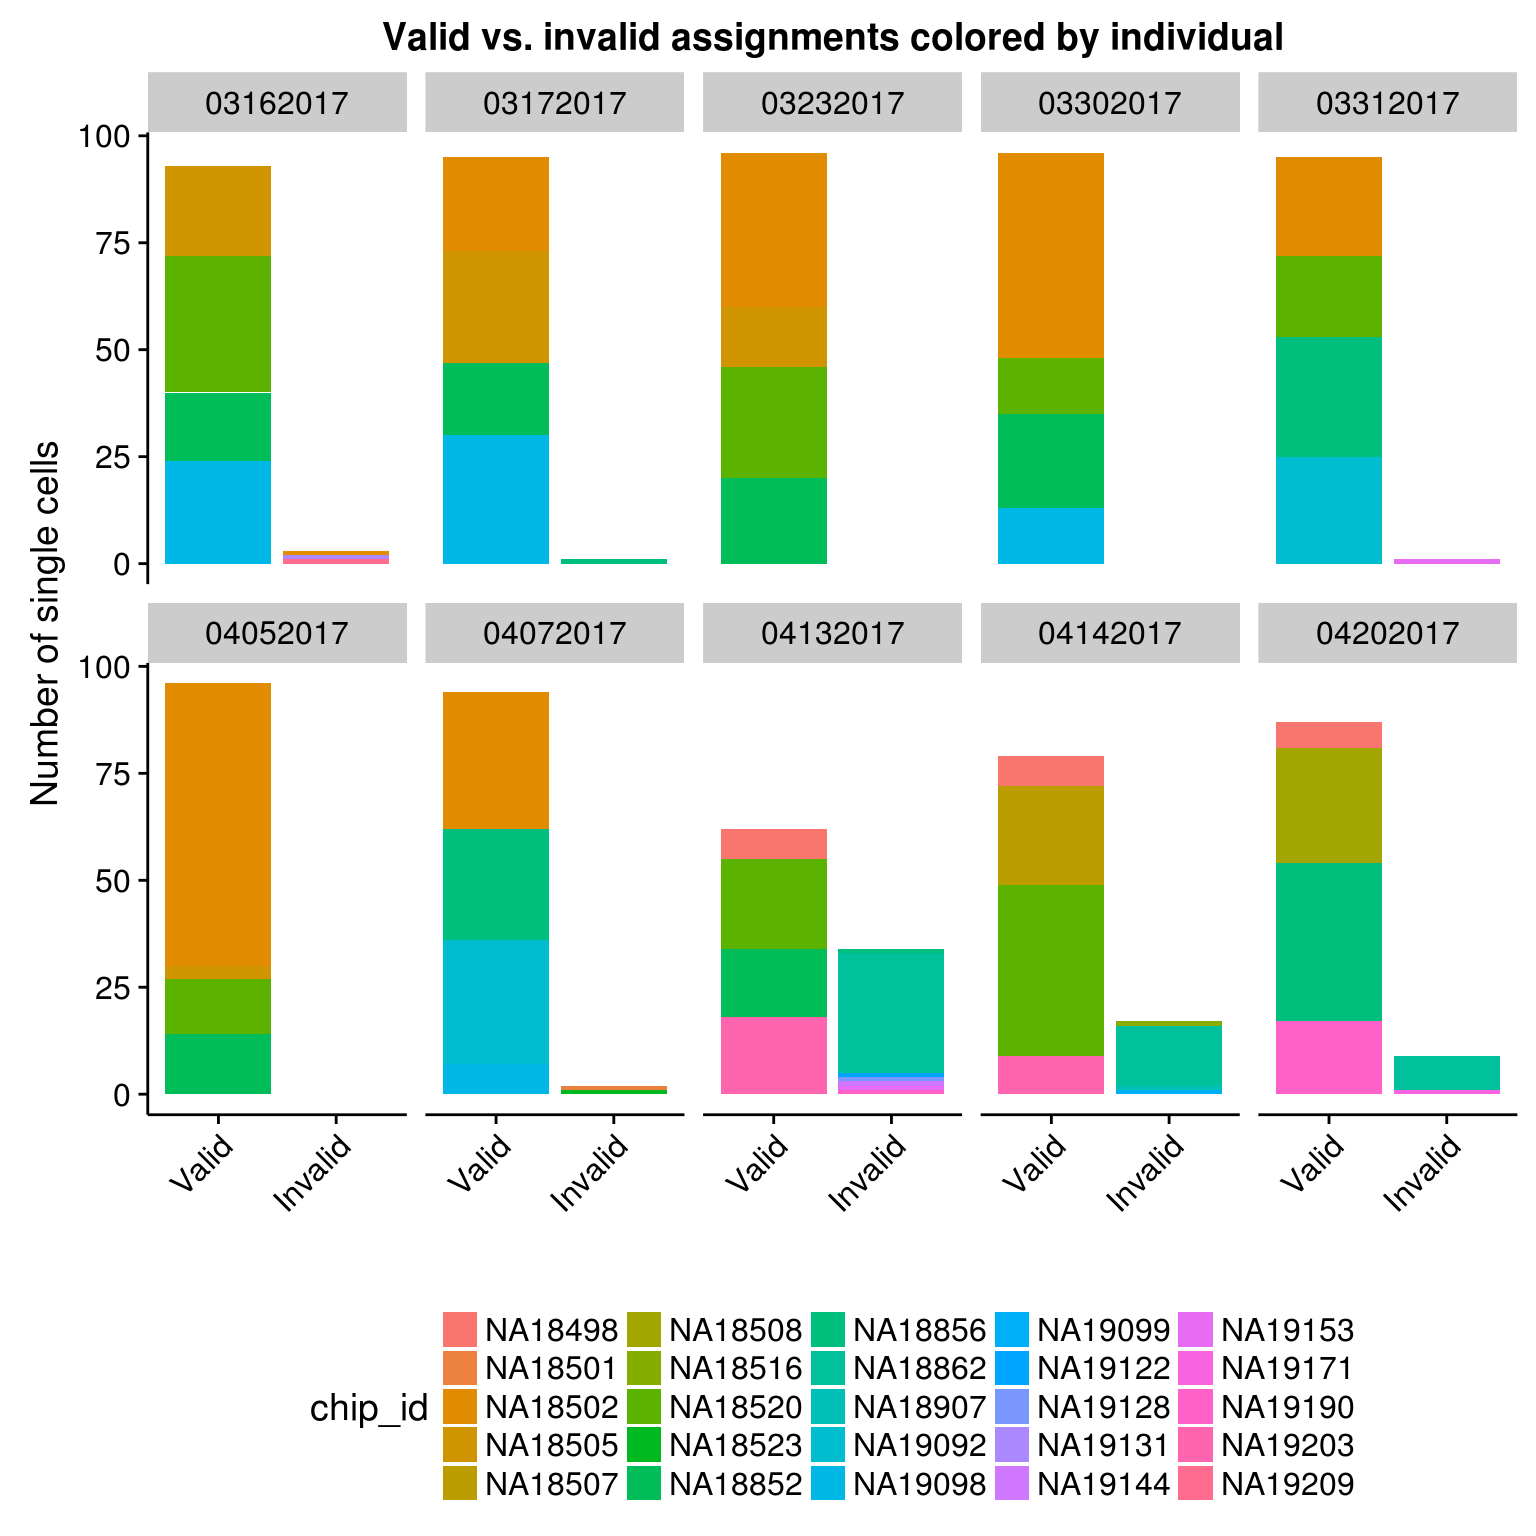 Valid vs. invalid assignments colored by individual
03162017 03172017 03232017 03302017 03312017
100
75
50
25
0
Number of single cells
04052017 04072017 04132017 04142017 04202017
100
75
50
25
0
Valid Invalid Valid Invalid Valid Invalid Valid Invalid Valid Invalid
chip_id
NA18498 NA18508 NA18856 NA19099 NA19153
NA18501 NA18516 NA18862 NA19122 NA19171
NA18502 NA18520 NA18907 NA19128 NA19190
NA18505 NA18523 NA19092 NA19131 NA19203
NA18507 NA18852 NA19098 NA19144 NA19209